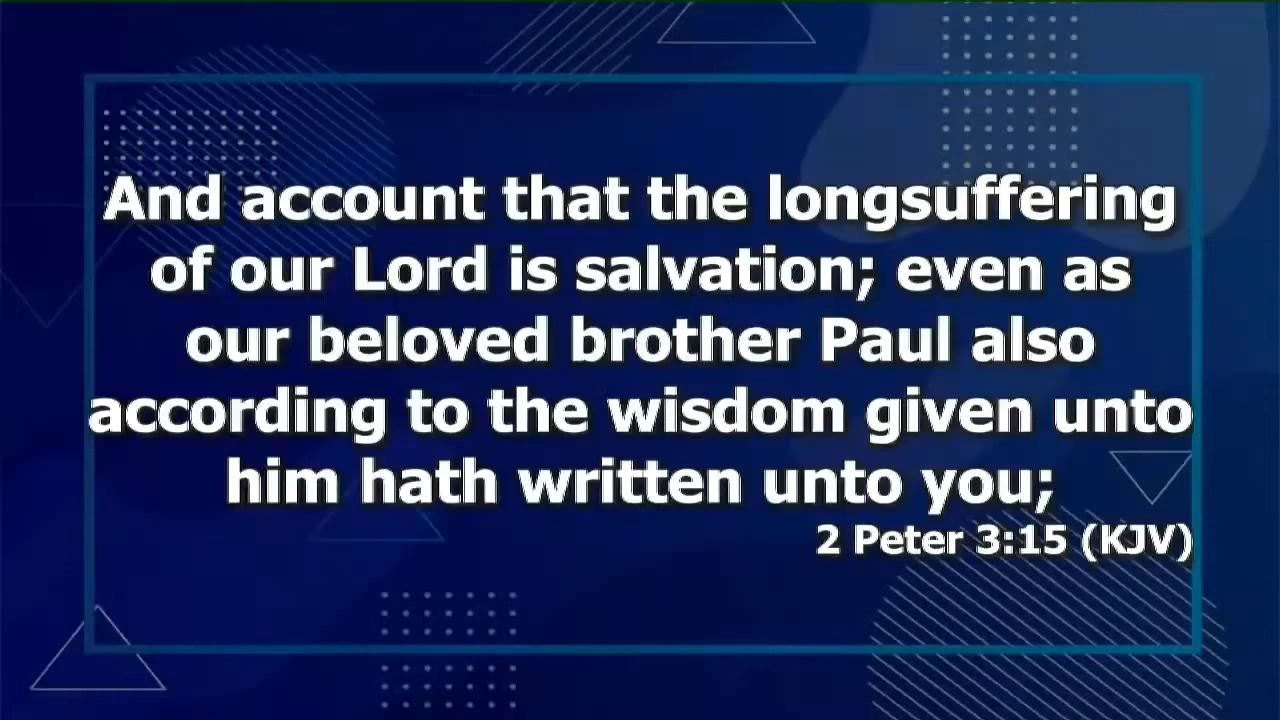 And account that the longsuffering
of our Lord is salvation; even as
our beloved brother Paul also
according to the wisdom given unto
him hath written unto you;
2 Peter 3:15 (KJV)